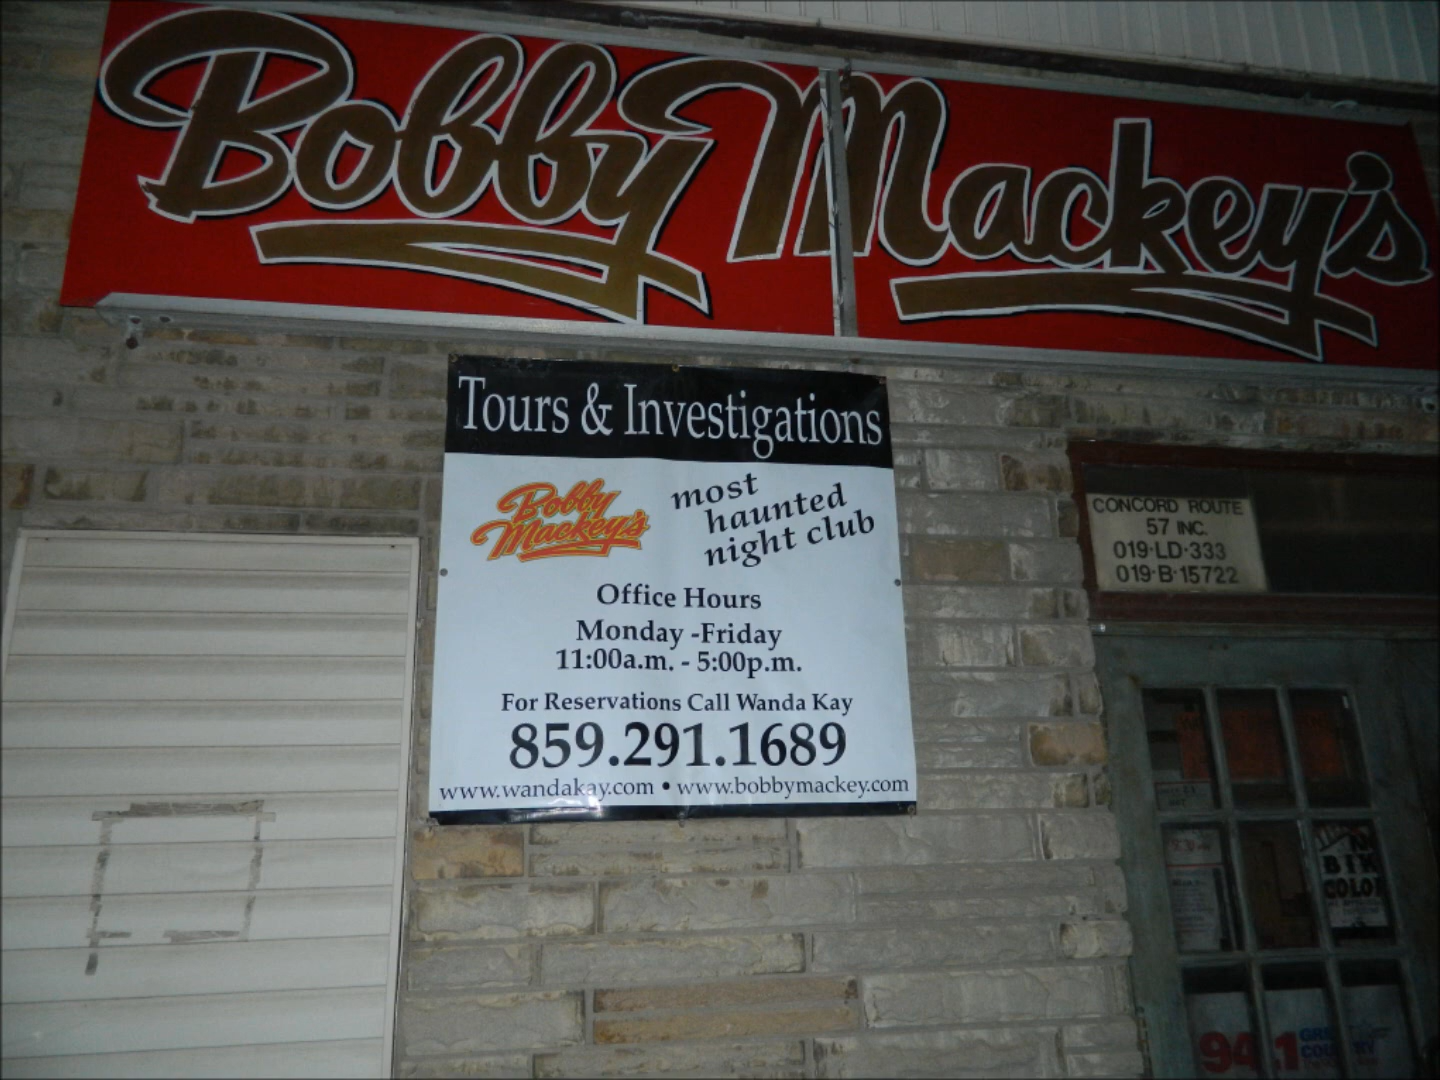 Bobby Mackey's
Tours & Investigations
Bobby
Mackey's
most
haunted
night club
Office Hours
Monday -Friday
11:00a.m. - 5:00p.m.
For Reservations Call Wanda Kay
859.291.1689
www.wandakay.com • www.bobbymackey.com
CONCORD ROUTE
57 INC.
019·LD·333
019·B·15722
94.1